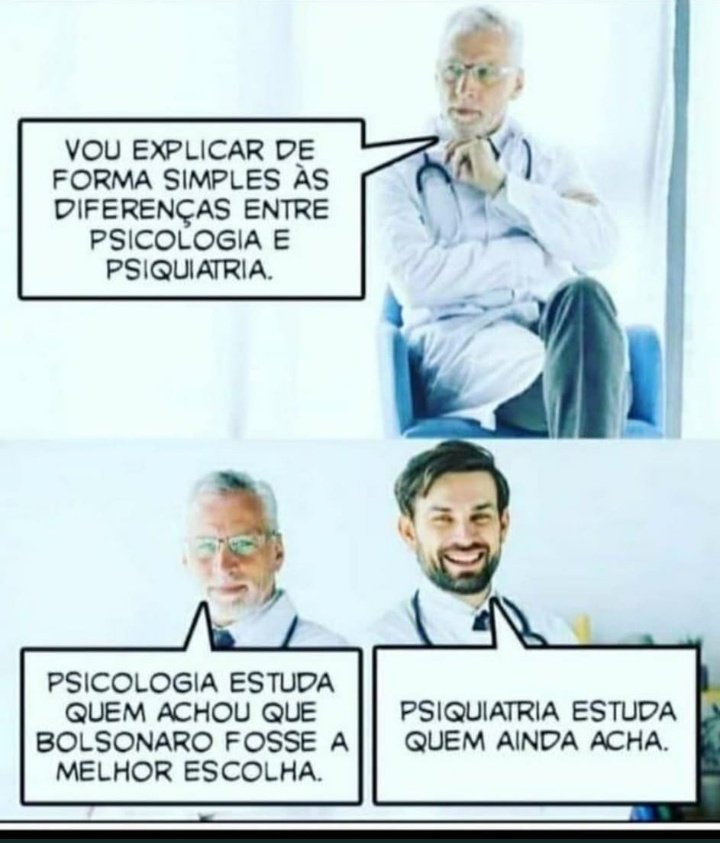 VOU EXPLICAR DE
FORMA SIMPLES ÀS
DIFERENÇAS ENTRE
PSICOLOGIA E
PSIQUIATRIA.
PSICOLOGIA ESTUDA
QUEM ACHOU QUE
BOLSONARO FOSSE A
MELHOR ESCOLHA.
PSIQUIATRIA ESTUDA
QUEM AINDA ACHA.